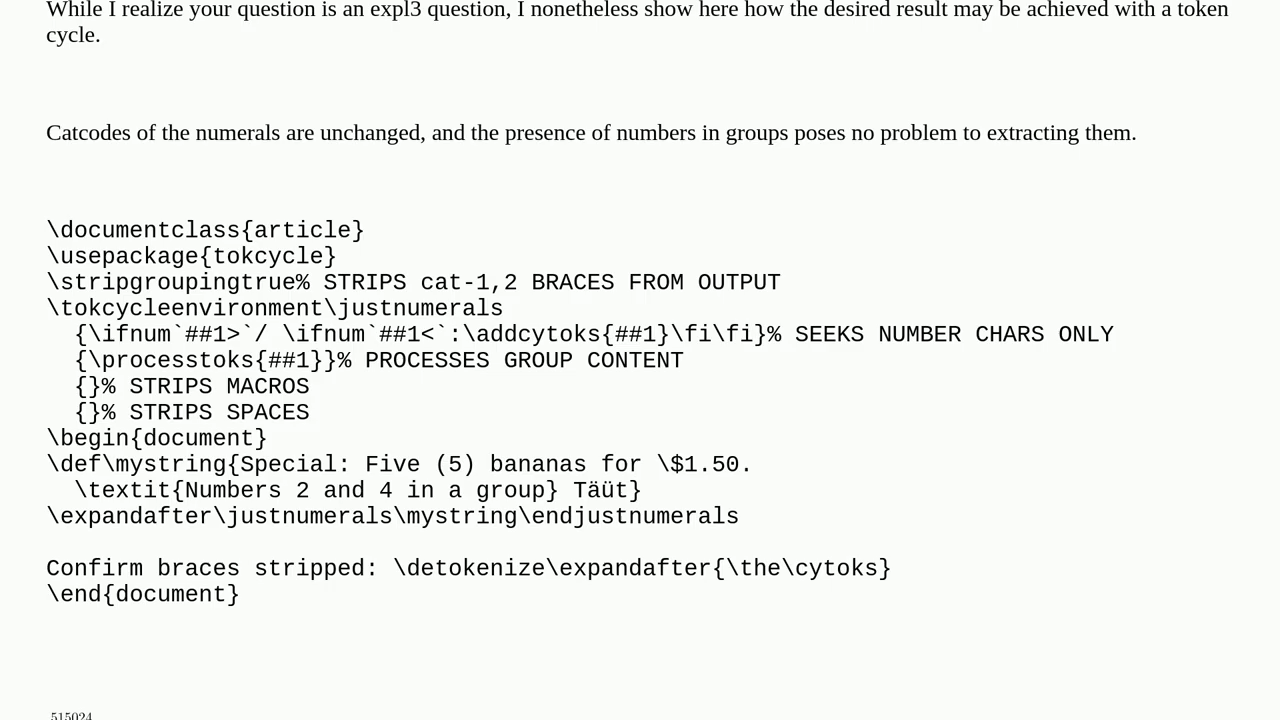 While I realize your question is an expl3 question, I nonetheless show here how the desired result may be achieved with a token
cycle.
Catcodes of the numerals are unchanged, and the presence of numbers in groups poses no problem to extracting them.
\documentclass{article}
\usepackage{tokcycle}
\stripgroupingtrue% STRIPS cat-1,2 BRACES FROM OUTPUT
\tokcycleenvironment\justnumerals
  {\ifnum`##1>`/ \ifnum`##1<`:\addcytoks{##1}\fi\fi}% SEEKS NUMBER CHARS ONLY
  {\processtoks{##1}}% PROCESSES GROUP CONTENT
  {}% STRIPS MACROS
  {}% STRIPS SPACES
\begin{document}
\def\mystring{Special: Five (5) bananas for \$1.50.
  \textit{Numbers 2 and 4 in a group} Täüt}
\expandafter\justnumerals\mystring\endjustnumerals
Confirm braces stripped: \detokenize\expandafter{\the\cytoks}
\end{document}
515024